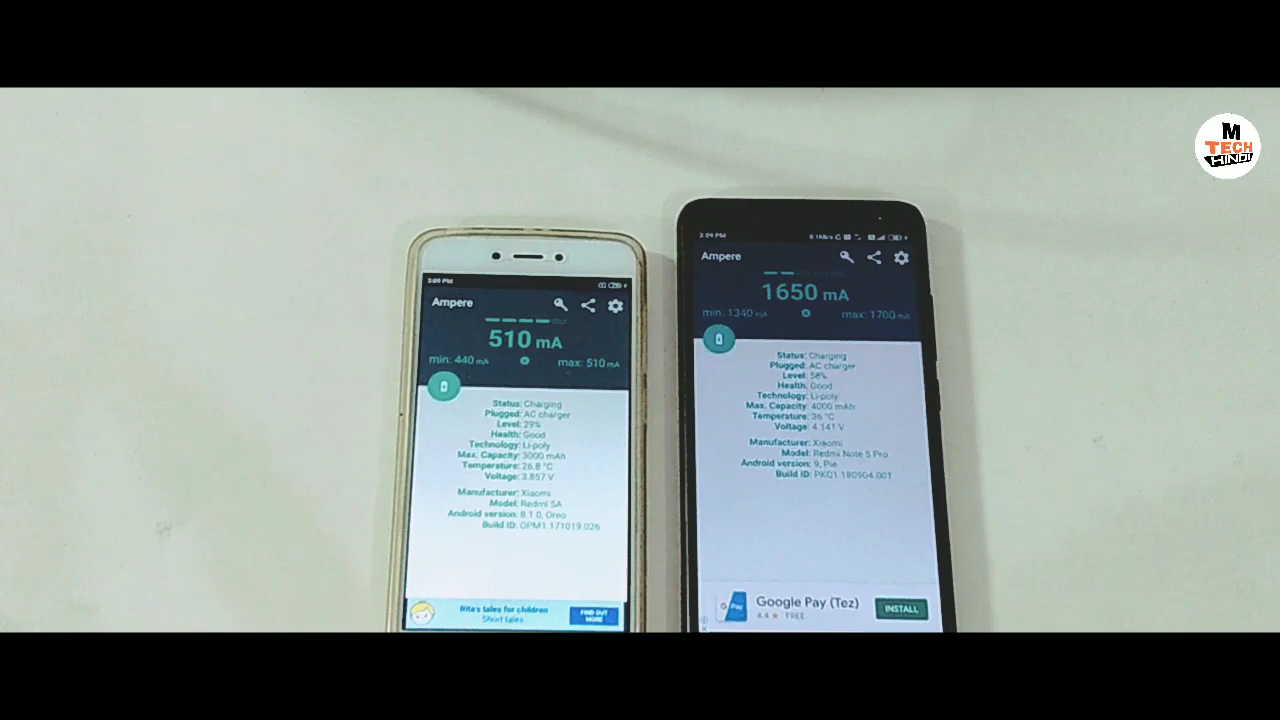 M
TECH
HINDI
3:09 PM
Ampere
510 mA
min: 440 mA
max: 510 mA
Status: Charging
Plugged: AC charger
Level: 29%
Health: Good
Technology: Li-poly
Max. Capacity: 3000 mAh
Temperature: 26.8 °C
Voltage: 3.857 V
Manufacturer: Xiaomi
Model: Redmi 5A
Android version: 8.1.0, Oreo
Build ID: OPM1.171019.026
Rita's tales for children
Short tales
FIND OUT
MORE
3:09 PM
Ampere
1650 mA
min: 1340 mA
max: 1700 mA
Status: Charging
Plugged: AC charger
Level: 58%
Health: Good
Technology: Li-poly
Max. Capacity: 4000 mAh
Temperature: 36 °C
Voltage: 4.141 V
Manufacturer: Xiaomi
Model: Redmi Note 5 Pro
Android version: 9, Pie
Build ID: PKQ1.180904.001
G Pay
Google Pay (Tez)
4.4 ★ FREE
INSTALL